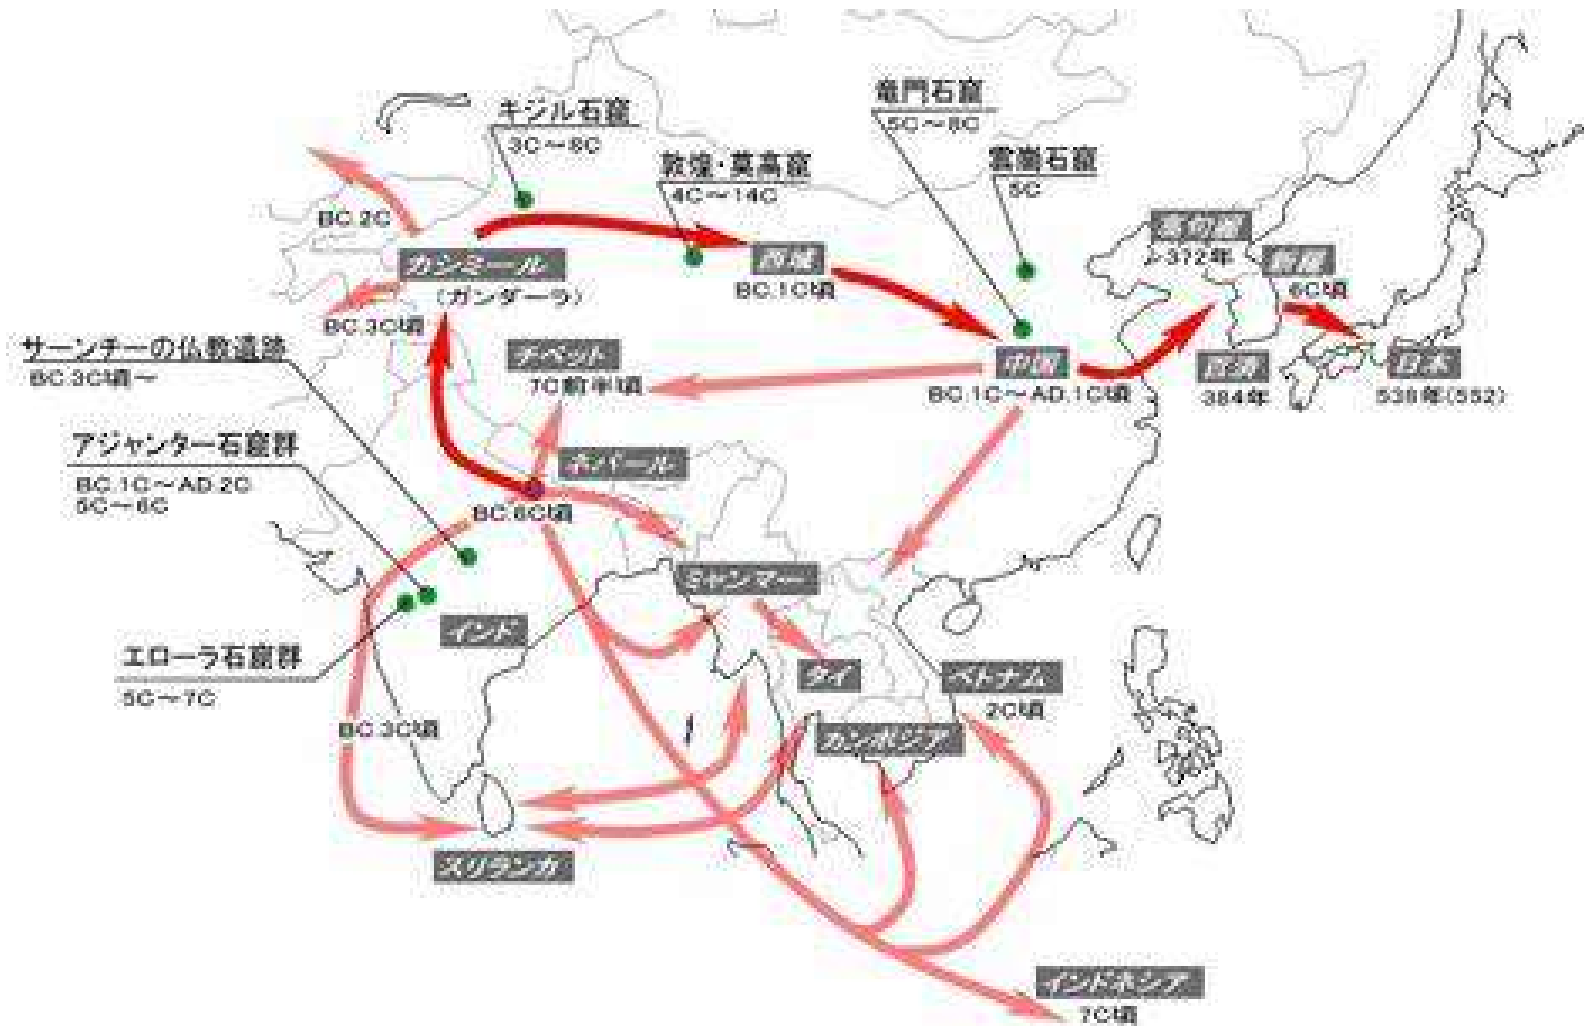 キジル石窟
3C～8C
竜門石窟
5C～8C
敦煌・莫高窟
4C～14C
雲崗石窟
5C
BC.2C
カシミール
(ガンダーラ)
BC.3C頃
西域
BC.1C頃
高句麗
372年
新羅
6C頃
サーンチーの仏教遺跡
BC.3C頃～
チベット
7C前半頃
中国
BC.1C～AD.1C頃
百済
384年
日本
538年(552)
アジャンター石窟群
BC.1C～AD.2C
5C～6C
ネパール
BC.6C頃
ミャンマー
インド
エローラ石窟群
5C～7C
タイ
ベトナム
2C頃
BC.3C頃
カンボジア
スリランカ
インドネシア
7C頃